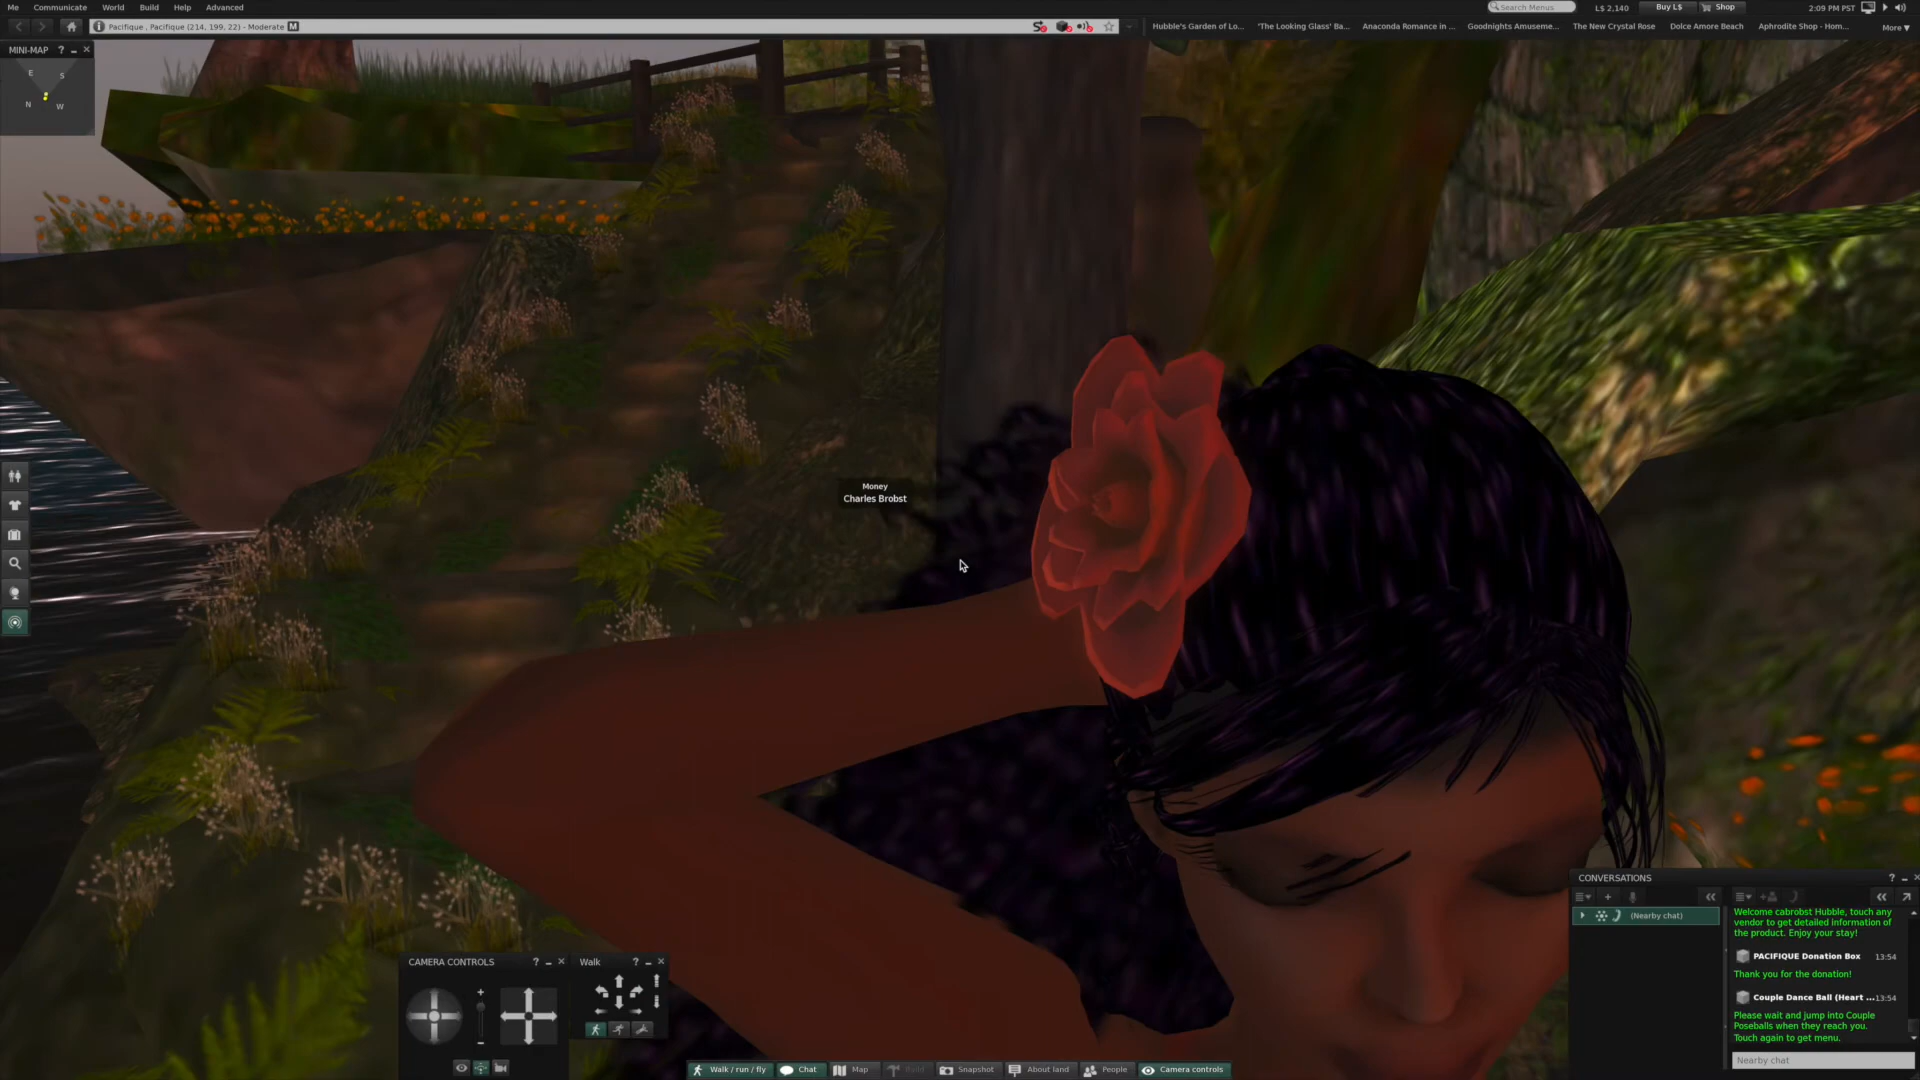 Me Communicate World Build Help Advanced
Search Menus L$ 2,140 Buy L$ Shop 2:09 PM PST
Pacifique , Pacifique (214, 199, 22) - Moderate M
Hubble's Garden of Lo... 'The Looking Glass' Ba... Anaconda Romance in ... Goodnights Amuseme... The New Crystal Rose Dolce Amore Beach Aphrodite Shop - Hom... More
MINI-MAP ?
E S
N W
Money
Charles Brobst
CONVERSATIONS ?
(Nearby chat)
Welcome cabrobst Hubble, touch any
vendor to get detailed information of
the product. Enjoy your stay!
PACIFIQUE Donation Box 13:54
Thank you for the donation!
Couple Dance Ball (Heart ... 13:54
Please wait and jump into Couple
Poseballs when they reach you.
Touch again to get menu.
Nearby chat
CAMERA CONTROLS ?
Walk ?
Walk / run / fly Chat Map Build Snapshot About land People Camera controls